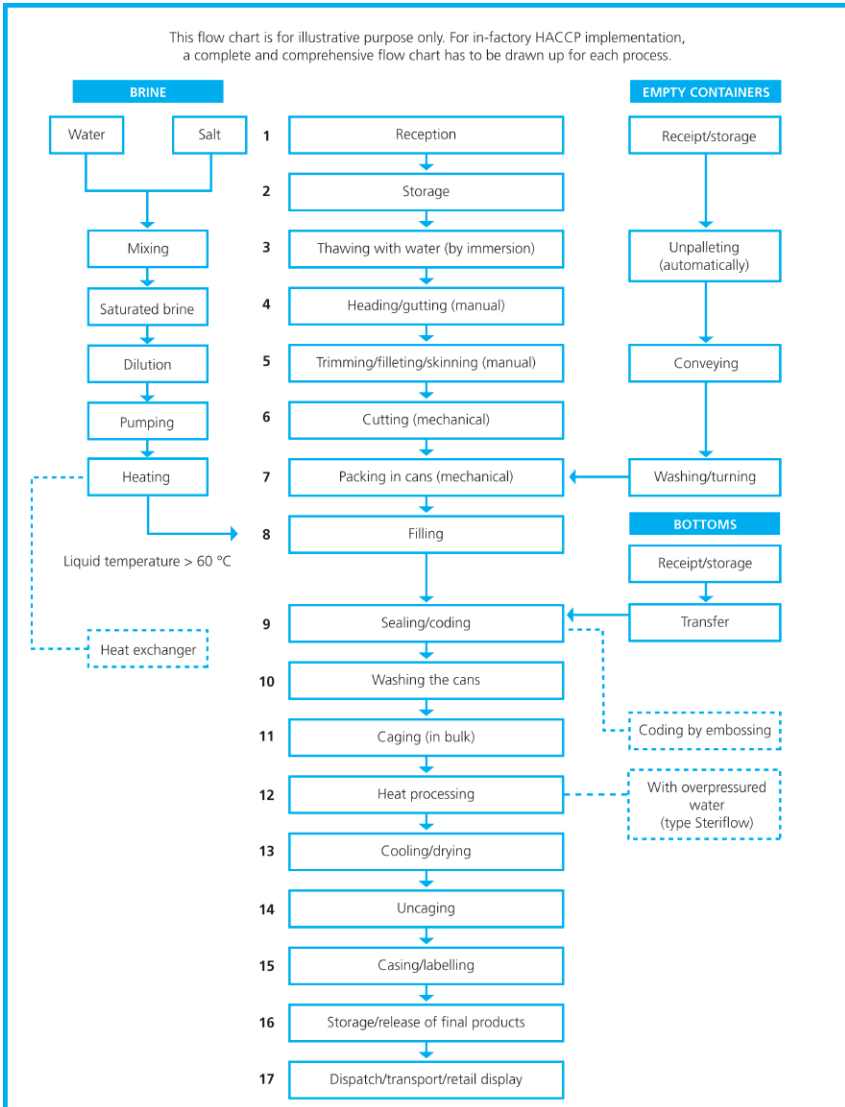 This flow chart is for illustrative purpose only. For in-factory HACCP implementation,
a complete and comprehensive flow chart has to be drawn up for each process.
BRINE
Water
Salt
Mixing
Saturated brine
Dilution
Pumping
Heating
Liquid temperature > 60 °C
Heat exchanger
1
Reception
2
Storage
3
Thawing with water (by immersion)
4
Heading/gutting (manual)
5
Trimming/filleting/skinning (manual)
6
Cutting (mechanical)
7
Packing in cans (mechanical)
8
Filling
9
Sealing/coding
10
Washing the cans
11
Caging (in bulk)
12
Heat processing
13
Cooling/drying
14
Uncaging
15
Casing/labelling
16
Storage/release of final products
17
Dispatch/transport/retail display
EMPTY CONTAINERS
Receipt/storage
Unpalleting
(automatically)
Conveying
Washing/turning
BOTTOMS
Receipt/storage
Transfer
Coding by embossing
With overpressured
water
(type Steriflow)